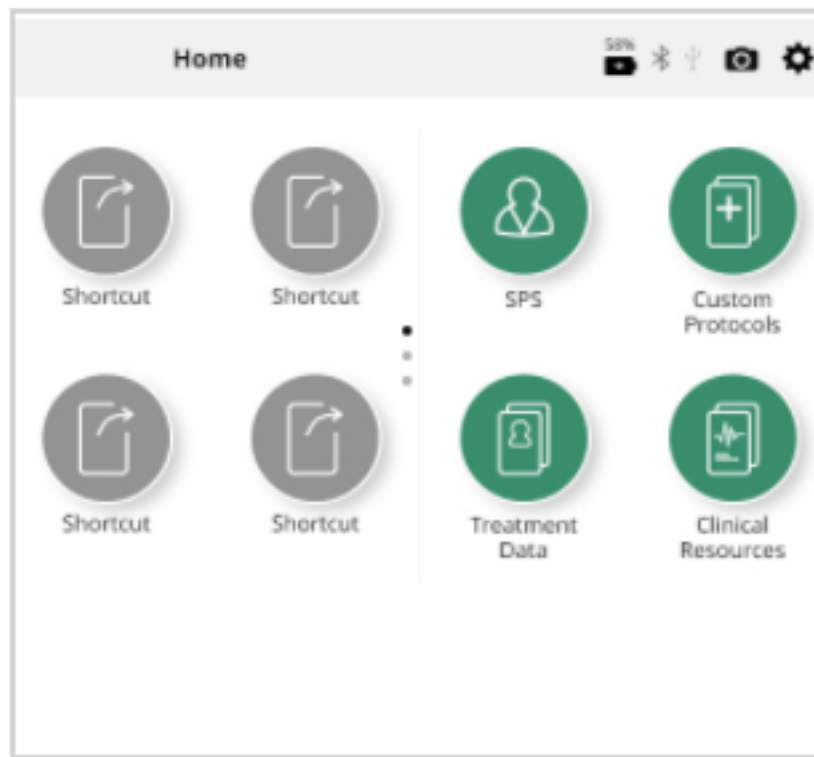 Home
58%
Shortcut
Shortcut
SPS
Custom
Protocols
Shortcut
Shortcut
Treatment
Data
Clinical
Resources